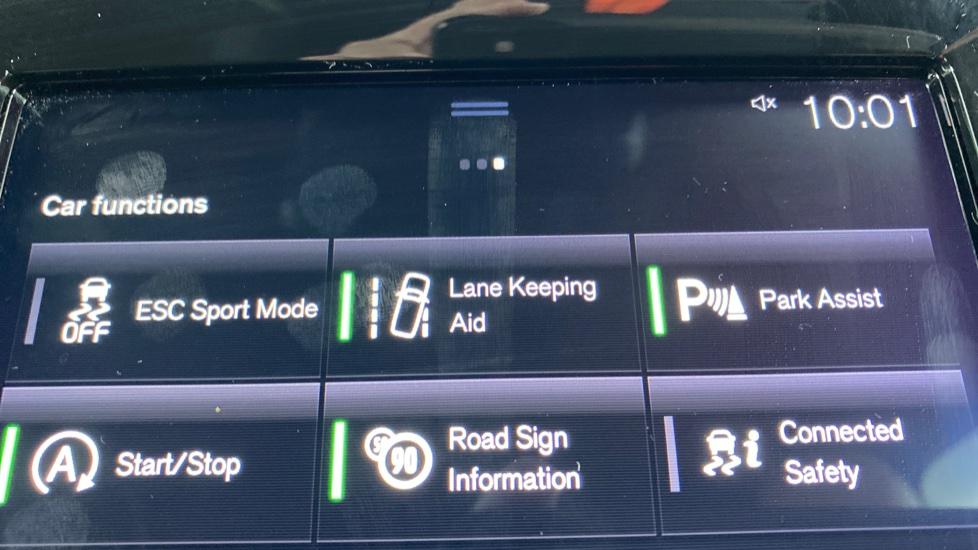 10:01
Car functions
OFF
ESC Sport Mode
Lane Keeping
Aid
P
Park Assist
A
Start/Stop
50
90
Road Sign
Information
i
Connected
Safety